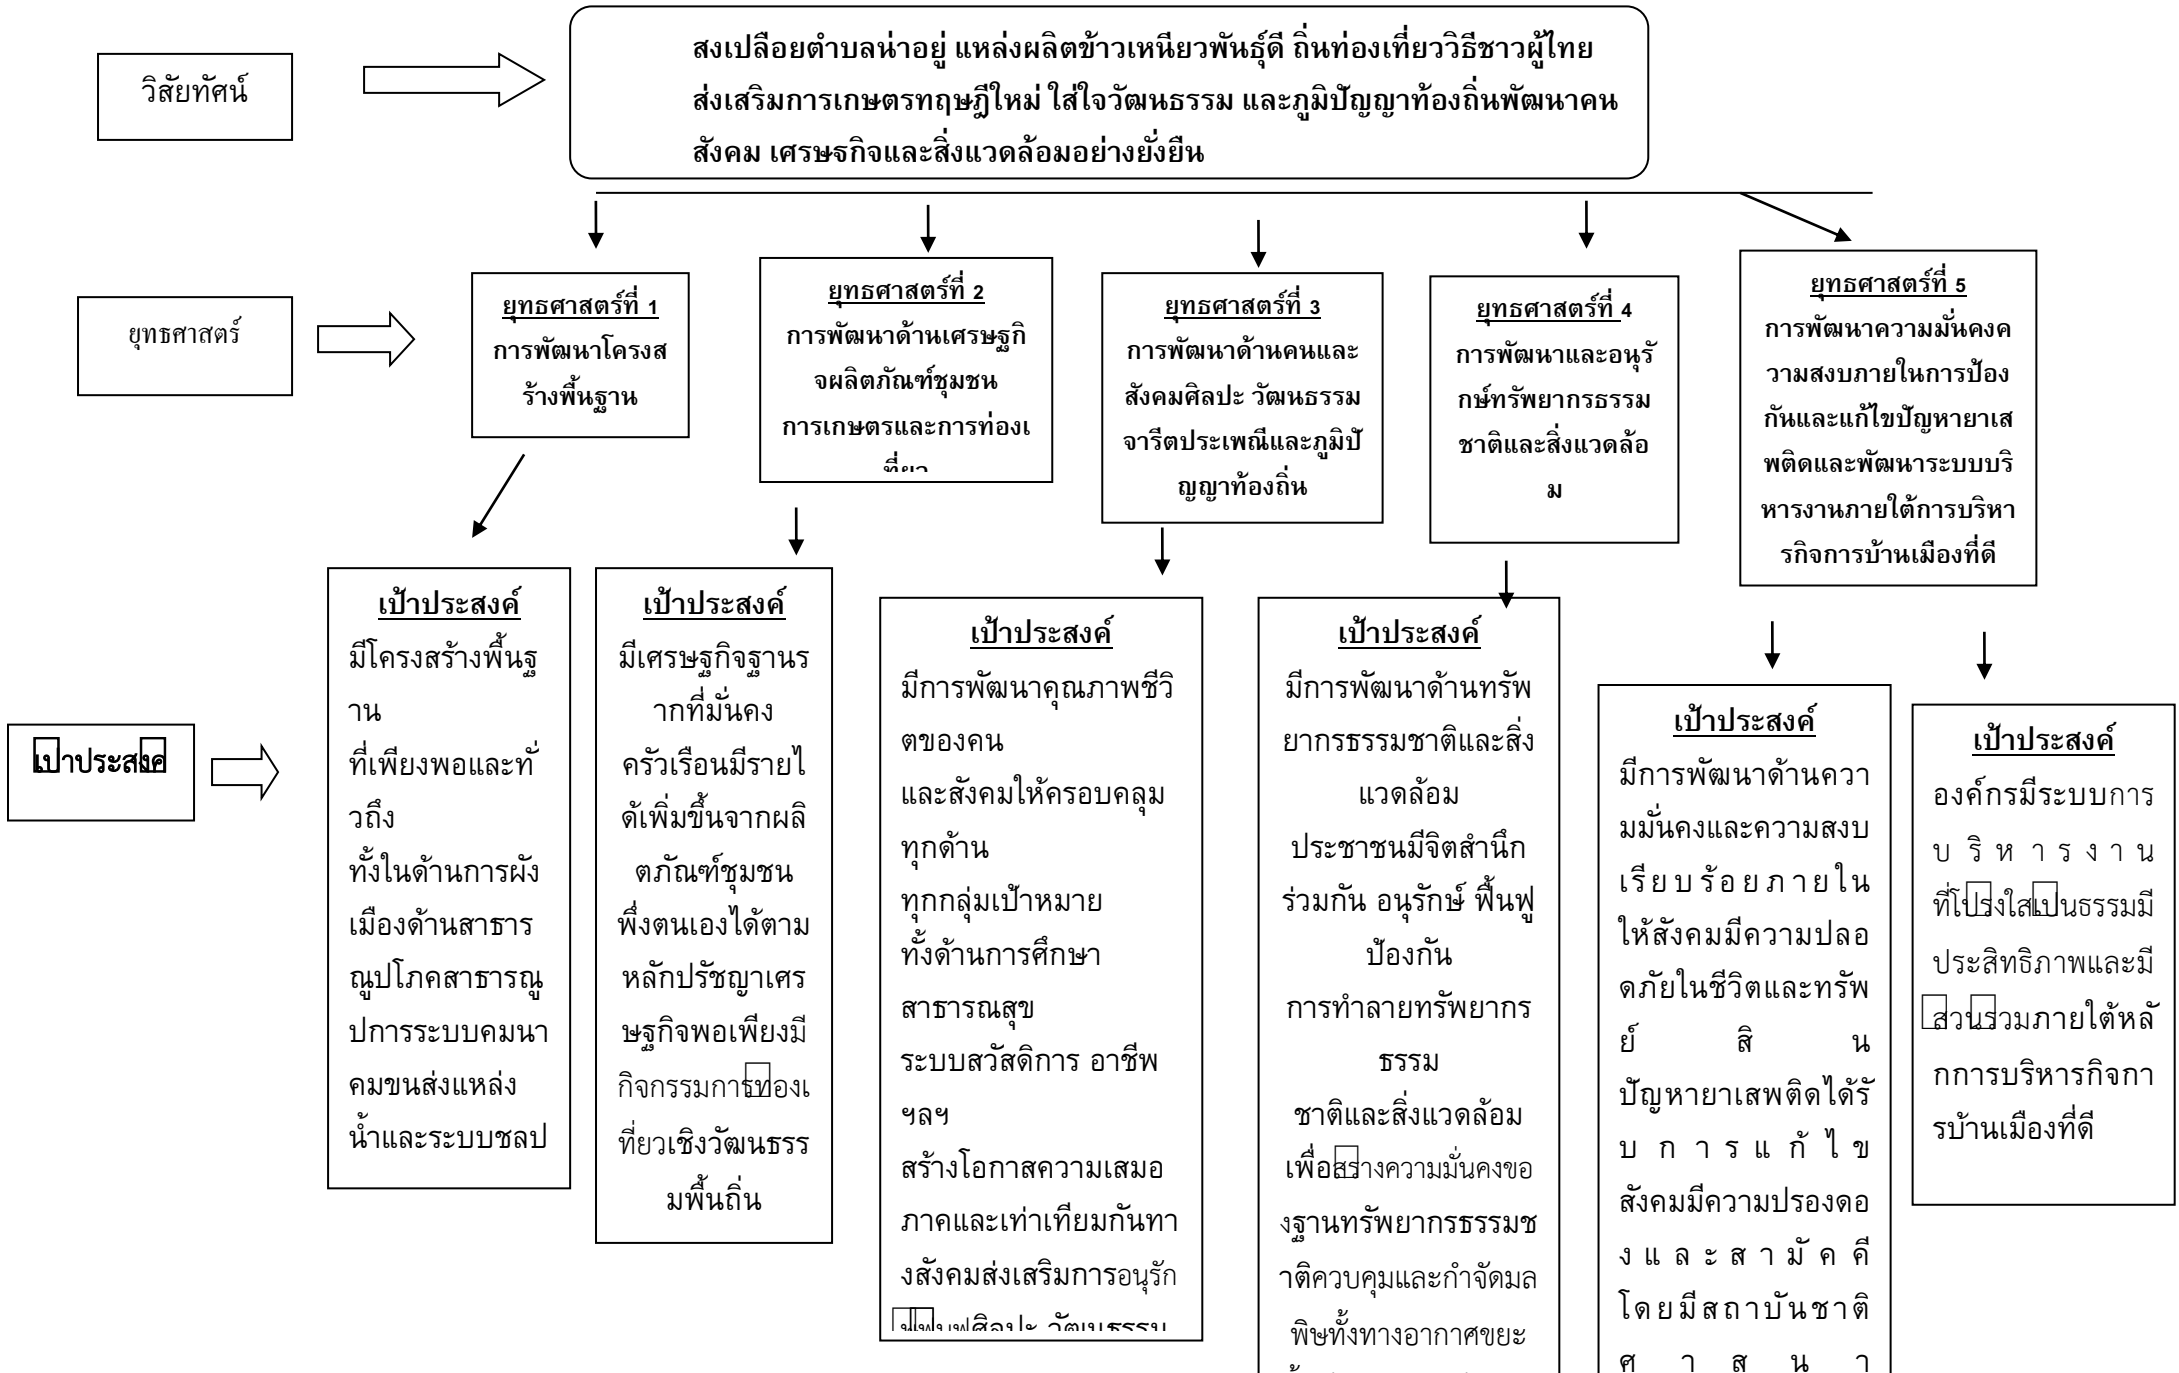 วิสัยทัศน์
สงเปลือยตำบลน่าอยู่ แหล่งผลิตข้าวเหนียวพันธุ์ดี ถิ่นท่องเที่ยววิธีชาวผู้ไทย
ส่งเสริมการเกษตรทฤษฎีใหม่ ใส่ใจวัฒนธรรม และภูมิปัญญาท้องถิ่นพัฒนาคน
สังคม เศรษฐกิจและสิ่งแวดล้อมอย่างยั่งยืน
ยุทธศาสตร์
ยุทธศาสตร์ที่ 1
การพัฒนาโครงส
ร้างพื้นฐาน
ยุทธศาสตร์ที่ 2
การพัฒนาด้านเศรษฐกิ
จผลิตภัณฑ์ชุมชน
การเกษตรและการท่องเ
ที่ยว
ยุทธศาสตร์ที่ 3
การพัฒนาด้านคนและ
สังคมศิลปะ วัฒนธรรม
จารีตประเพณีและภูมิปั
ญญาท้องถิ่น
ยุทธศาสตร์ที่ 4
การพัฒนาและอนุรั
กษ์ทรัพยากรธรรม
ชาติและสิ่งแวดล้อ
ม
ยุทธศาสตร์ที่ 5
การพัฒนาความมั่นคงค
วามสงบภายในการป้อง
กันและแก้ไขปัญหายาเส
พติดและพัฒนาระบบบริ
หารงานภายใต้การบริหา
รกิจการบ้านเมืองที่ดี
เปาประสงค
เป้าประสงค์
มีโครงสร้างพื้นฐ
าน
ที่เพียงพอและทั่
วถึง
ทั้งในด้านการผัง
เมืองด้านสาธาร
ณูปโภคสาธารณู
ปการระบบคมนา
คมขนส่งแหล่ง
น้ำและระบบชลป
เป้าประสงค์
มีเศรษฐกิจฐานร
ากที่มั่นคง
ครัวเรือนมีรายไ
ด้เพิ่มขึ้นจากผลิ
ตภัณฑ์ชุมชน
พึ่งตนเองได้ตาม
หลักปรัชญาเศร
ษฐกิจพอเพียงมี
กิจกรรมการทองเ
ที่ยวเชิงวัฒนธรร
มพื้นถิ่น
เป้าประสงค์
มีการพัฒนาคุณภาพชีวิ
ตของคน
และสังคมให้ครอบคลุม
ทุกด้าน
ทุกกลุ่มเป้าหมาย
ทั้งด้านการศึกษา
สาธารณสุข
ระบบสวัสดิการ อาชีพ
ฯลฯ
สร้างโอกาสความเสมอ
ภาคและเท่าเทียมกันทา
งสังคมส่งเสริมการอนุรัก
ศิลปะ วัฒนธรรม
เป้าประสงค์
มีการพัฒนาด้านทรัพ
ยากรธรรมชาติและสิ่ง
แวดล้อม
ประชาชนมีจิตสำนึก
ร่วมกัน อนุรักษ์ ฟื้นฟู
ป้องกัน
การทำลายทรัพยากร
ธรรม
ชาติและสิ่งแวดล้อม
เพื่อสรางความมั่นคงขอ
งฐานทรัพยากรธรรมช
าติควบคุมและกำจัดมล
พิษทั้งทางอากาศขยะ
เป้าประสงค์
มีการพัฒนาด้านควา
มมั่นคงและความสงบ
เรียบร้อยภายใน
ให้สังคมมีความปลอ
ดภัยในชีวิตและทรัพ
ย์ สิ น
ปัญหายาเสพติดได้รั
บ ก า ร แ ก้ ไ ข
สังคมมีความปรองดอ
ง แ ล ะ ส า มั ค คี
โดยมีสถาบันชาติ
ศ า ส น า
เป้าประสงค์
องค์กรมีระบบการ
บ ริ ห า ร ง า น
ที่โปรงใสเปนธรรมมี
ประสิทธิภาพและมี
สวนรวมภายใต้หลั
กการบริหารกิจกา
รบ้านเมืองที่ดี